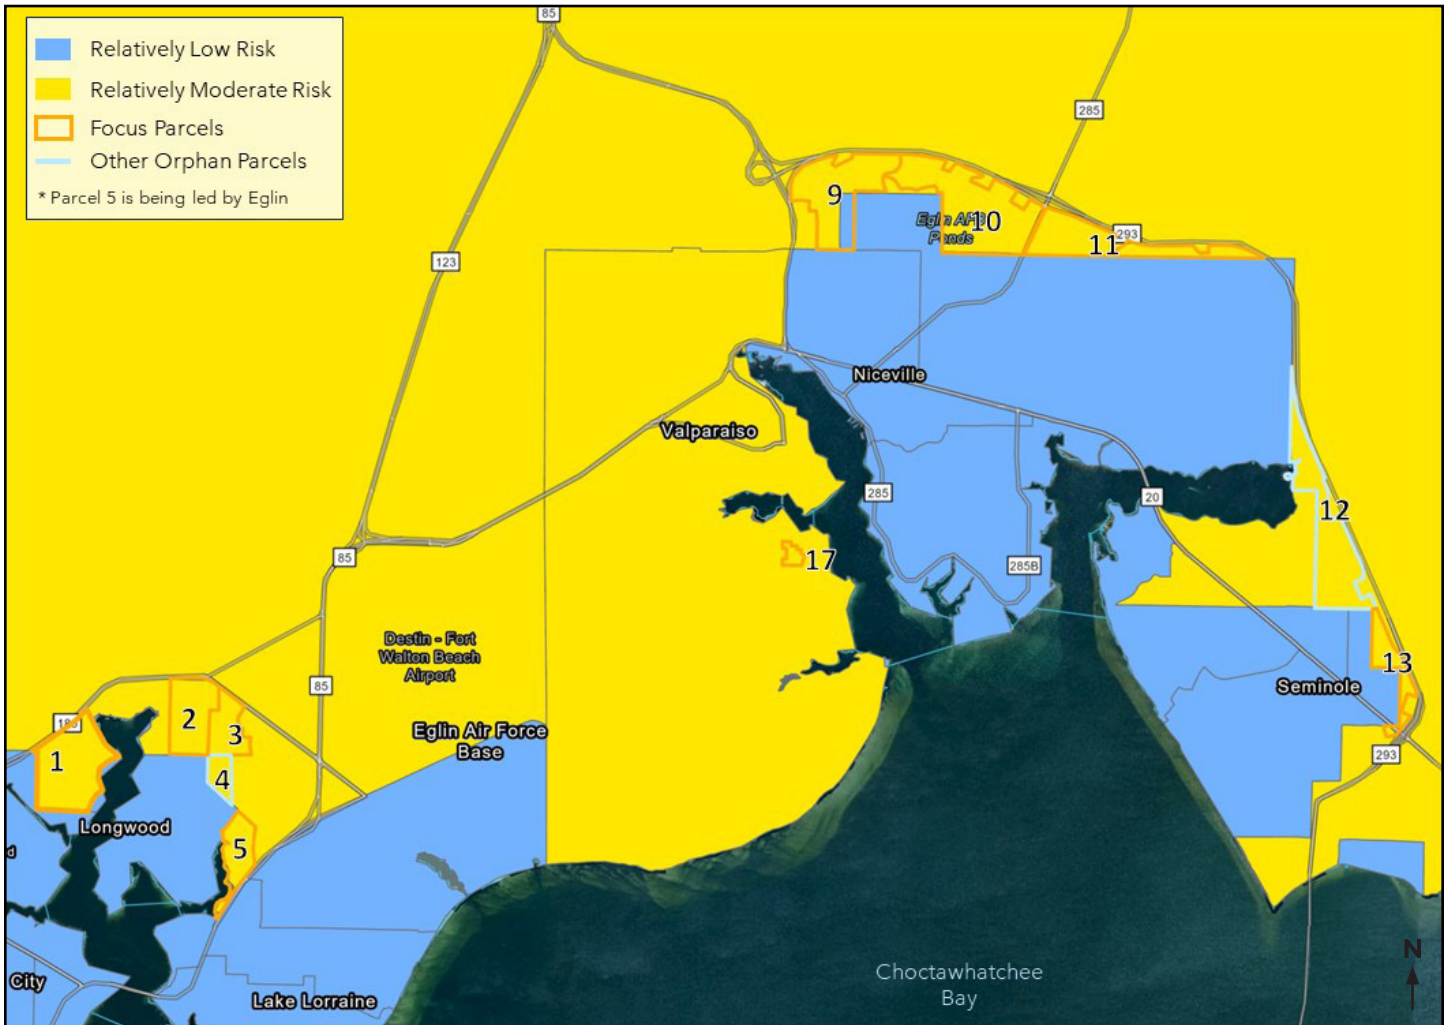 85
Relatively Low Risk
Relatively Moderate Risk
Focus Parcels
Other Orphan Parcels
* Parcel 5 is being led by Eglin
285
9
Eglin AFB
Ponds
10
293
11
123
Niceville
Valparaiso
285
20
12
85
17
285B
Destin - Fort
Walton Beach
Airport
85
13
Seminole
2
1
3
Eglin Air Force
Base
293
4
Longwood
5
d
N
City
Choctawhatchee
Bay
Lake Lorraine